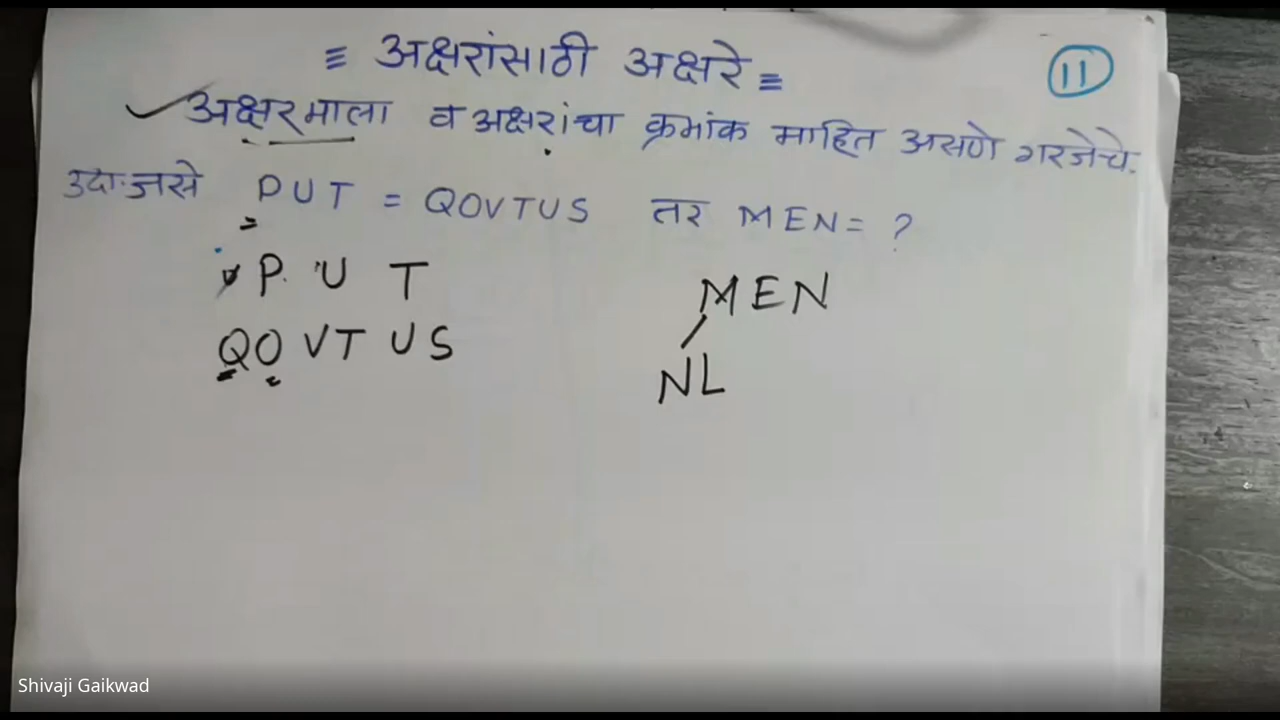 ≡ अक्षरांसाठी अक्षरे ≡
11
अक्षरमाला व अक्षरांचा क्रमांक माहित असणे गरजेचे.
उदा. जसे PUT = QOVTUS तर MEN = ?
P U T
QO VT US
MEN
NL
Shivaji Gaikwad